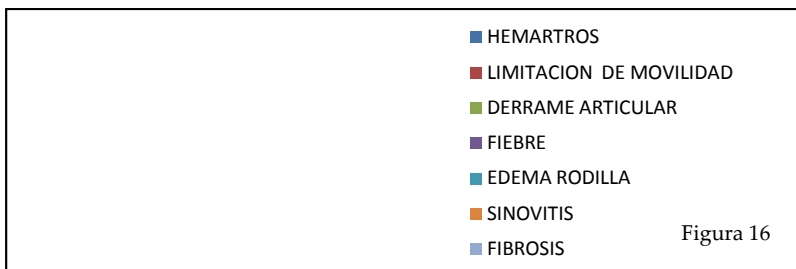 HEMARTROS
LIMITACION DE MOVILIDAD
DERRAME ARTICULAR
FIEBRE
EDEMA RODILLA
SINOVITIS
FIBROSIS
Figura 16